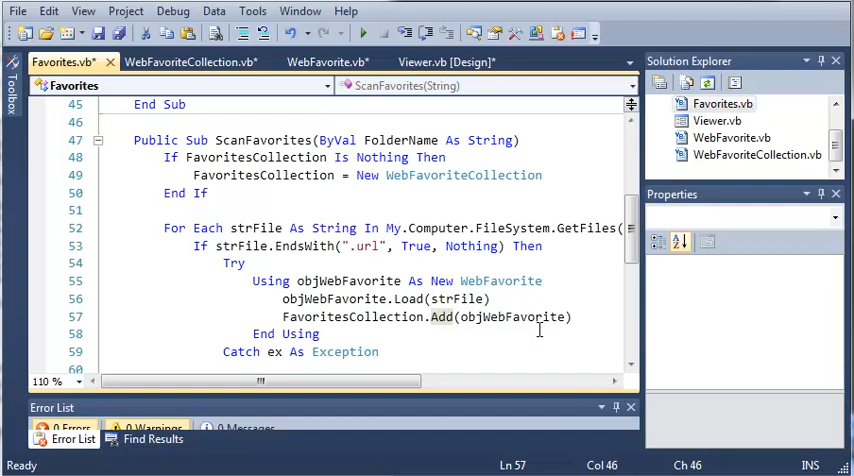 File Edit View Project Debug Data Tools Window Help
Favorites.vb* WebFavoriteCollection.vb* WebFavorite.vb* Viewer.vb [Design]*
Favorites ScanFavorites(String)
45 End Sub
46
47 Public Sub ScanFavorites(ByVal FolderName As String)
48 If FavoritesCollection Is Nothing Then
49 FavoritesCollection = New WebFavoriteCollection
50 End If
51
52 For Each strFile As String In My.Computer.FileSystem.GetFiles(
53 If strFile.EndsWith(".url", True, Nothing) Then
54 Try
55 Using objWebFavorite As New WebFavorite
56 objWebFavorite.Load(strFile)
57 FavoritesCollection.Add(objWebFavorite)
58 End Using
59 Catch ex As Exception
60
110 %
Toolbox
Solution Explorer
Favorites.vb
Viewer.vb
WebFavorite.vb
WebFavoriteCollection.vb
Properties
Error List
0 Errors 0 Warnings 0 Messages
Error List Find Results
Ready Ln 57 Col 46 Ch 46 INS